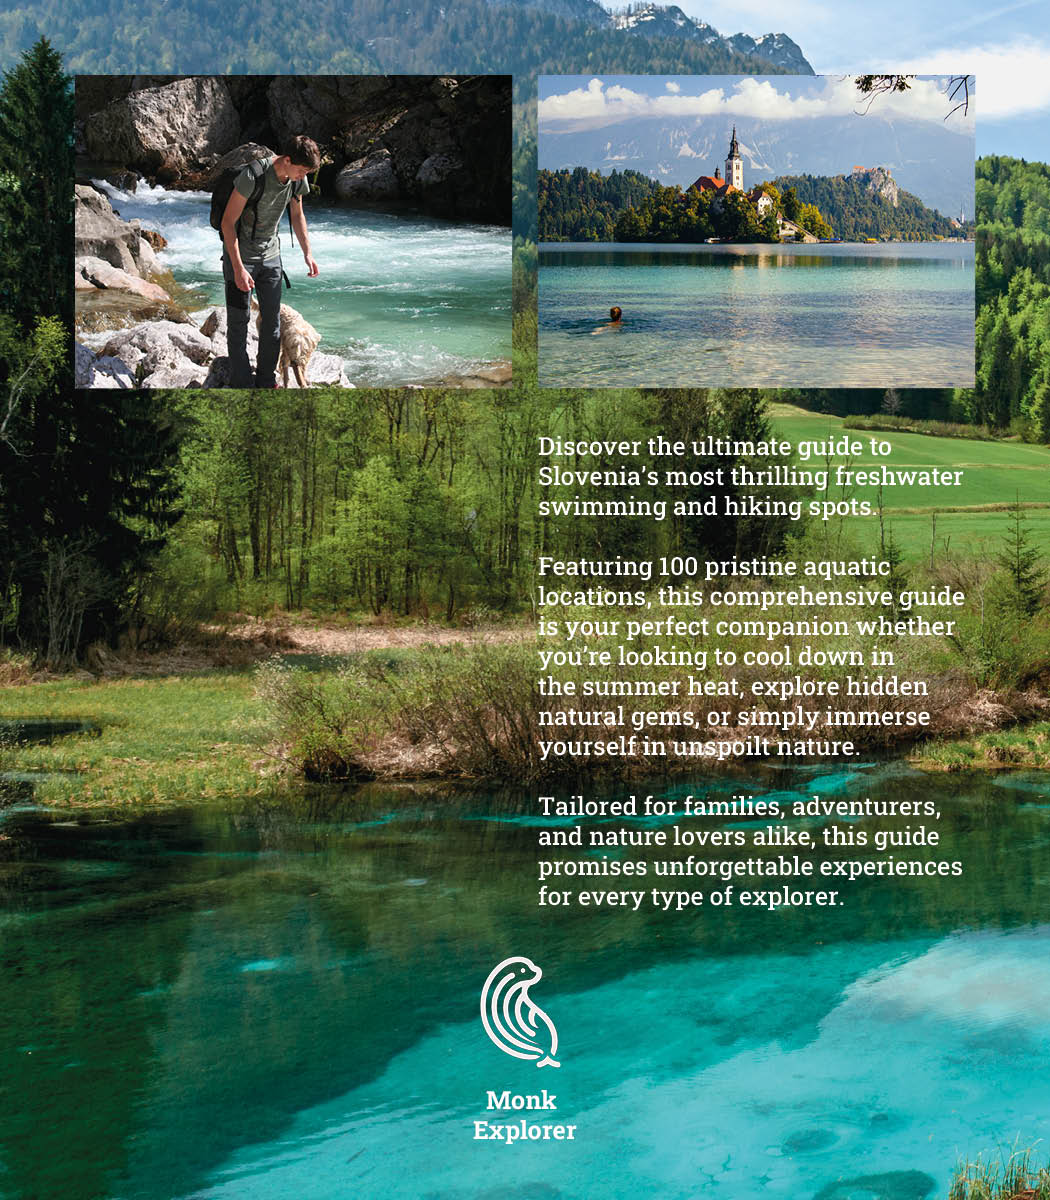 Discover the ultimate guide to
Slovenia’s most thrilling freshwater
swimming and hiking spots.
Featuring 100 pristine aquatic
locations, this comprehensive guide
is your perfect companion whether
you’re looking to cool down in
the summer heat, explore hidden
natural gems, or simply immerse
yourself in unspoilt nature.
Tailored for families, adventurers,
and nature lovers alike, this guide
promises unforgettable experiences
for every type of explorer.
Monk
Explorer